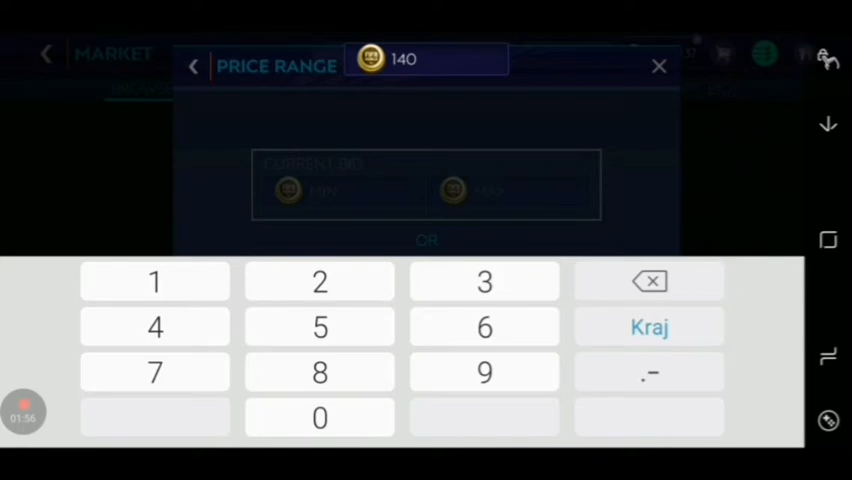 MARKET
PRICE RANGE
140
BROWSE
CURRENT BID
MIN
MAX
OR
1 2 3
4 5 6 Kraj
7 8 9 .-
0
01:56